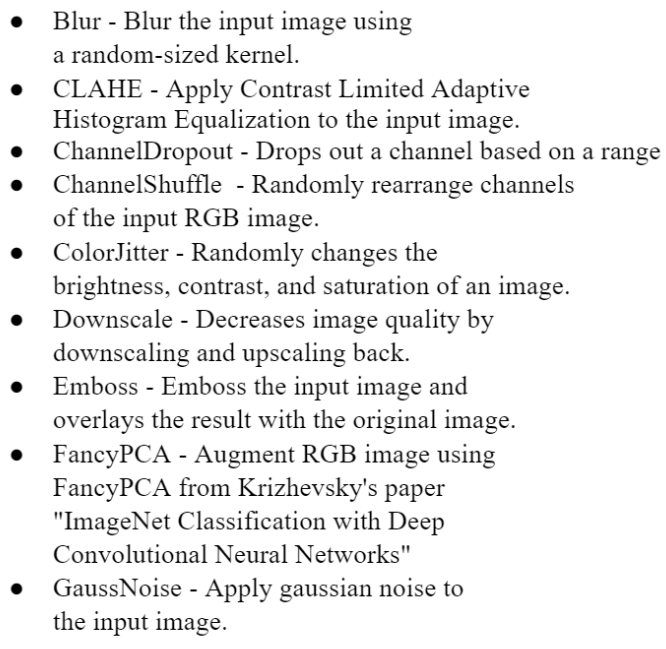 ● Blur - Blur the input image using
a random-sized kernel.
● CLAHE - Apply Contrast Limited Adaptive
Histogram Equalization to the input image.
● ChannelDropout - Drops out a channel based on a range
● ChannelShuffle - Randomly rearrange channels
of the input RGB image.
● ColorJitter - Randomly changes the
brightness, contrast, and saturation of an image.
● Downscale - Decreases image quality by
downscaling and upscaling back.
● Emboss - Emboss the input image and
overlays the result with the original image.
● FancyPCA - Augment RGB image using
FancyPCA from Krizhevsky's paper
"ImageNet Classification with Deep
Convolutional Neural Networks"
● GaussNoise - Apply gaussian noise to
the input image.